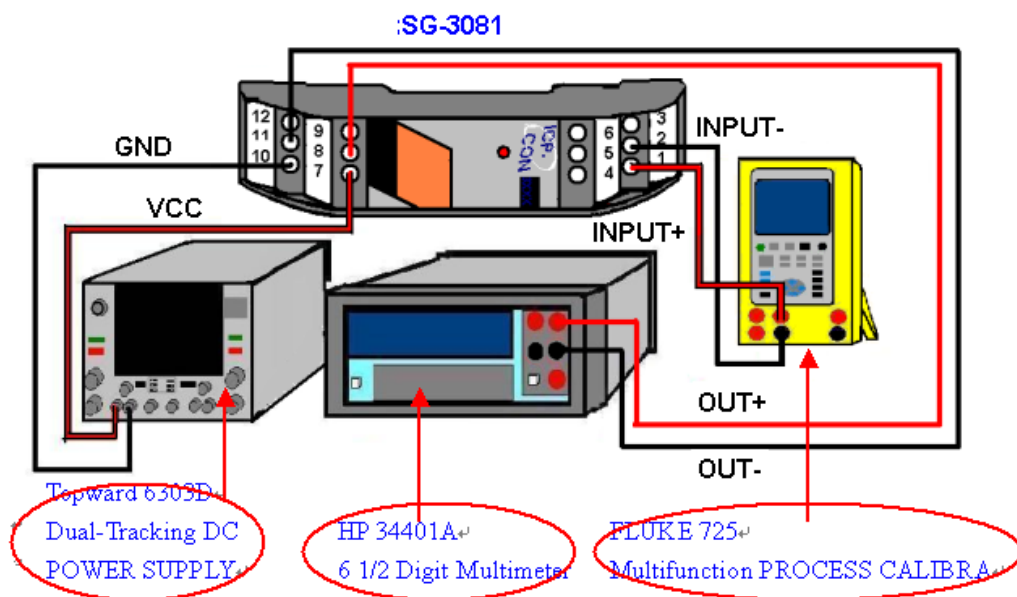 :SG-3081
12
11
10
9
8
7
ICP.
CON
6
5
4
3
2
1
INPUT-
GND
VCC
INPUT+
OUT+
OUT-
Topward 6303D
Dual-Tracking DC
POWER SUPPLY
HP 34401A
6 1/2 Digit Multimeter
FLUKE 725
Multifunction PROCESS CALIBRA